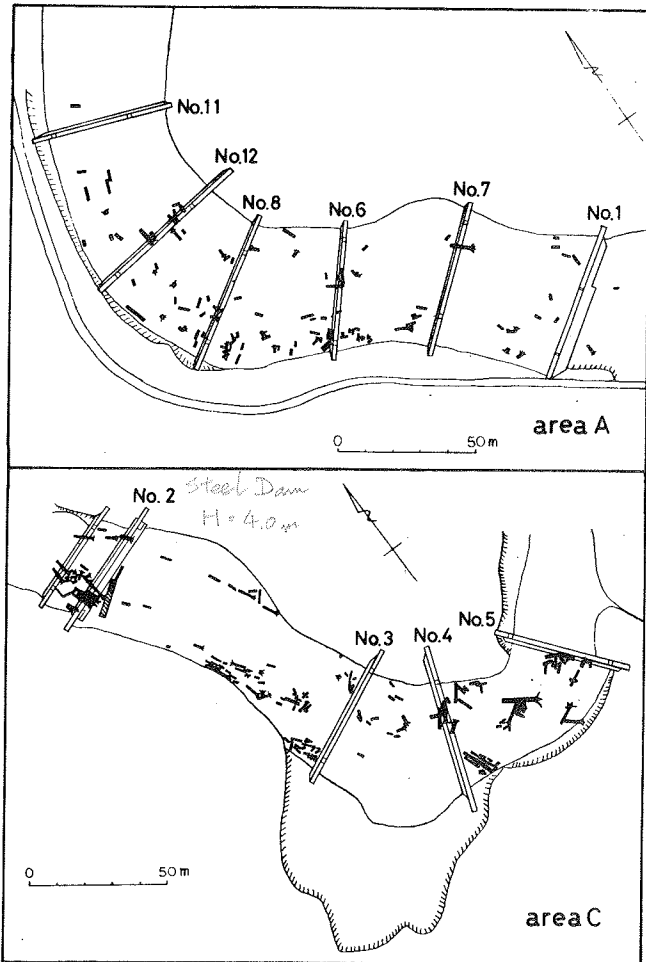 No.11
No.12
No.8
No.6
No.7
No.1
area A
0 50 m
Steel Dam
H = 4.0 m
No. 2
No.3
No.4
No.5
0 50 m
area C